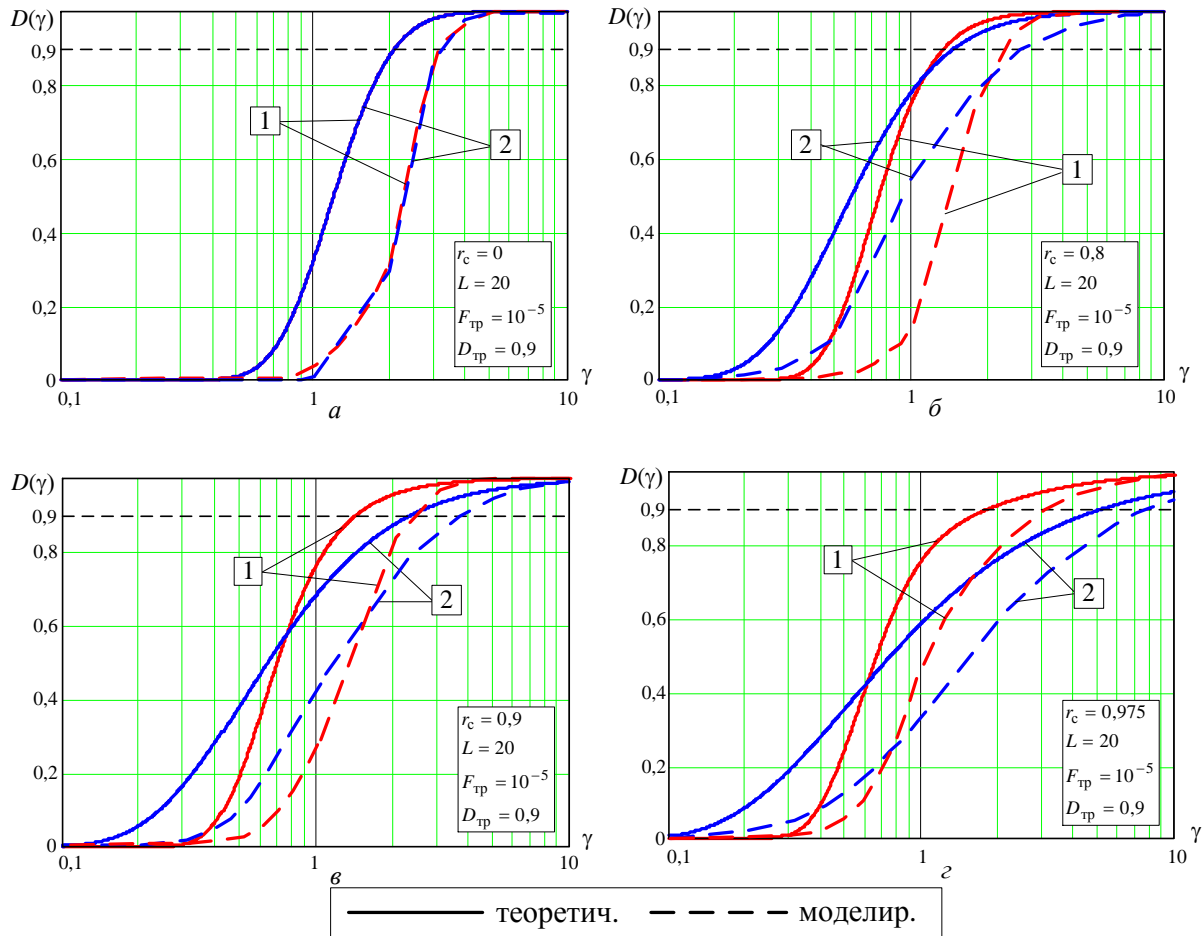 D(γ)
0,9
0,8
0,6
0,4
0,2
0
0,1
1
10
γ
1
2
r_c = 0
L = 20
F_тр = 10^−5
D_тр = 0,9
а
D(γ)
0,9
0,8
0,6
0,4
0,2
0
0,1
1
10
γ
2
1
r_c = 0,8
L = 20
F_тр = 10^−5
D_тр = 0,9
б
D(γ)
0,9
0,8
0,6
0,4
0,2
0
0,1
1
10
γ
1
2
r_c = 0,9
L = 20
F_тр = 10^−5
D_тр = 0,9
в
D(γ)
0,9
0,8
0,6
0,4
0,2
0
0,1
1
10
γ
1
2
r_c = 0,975
L = 20
F_тр = 10^−5
D_тр = 0,9
г
теоретич. моделир.